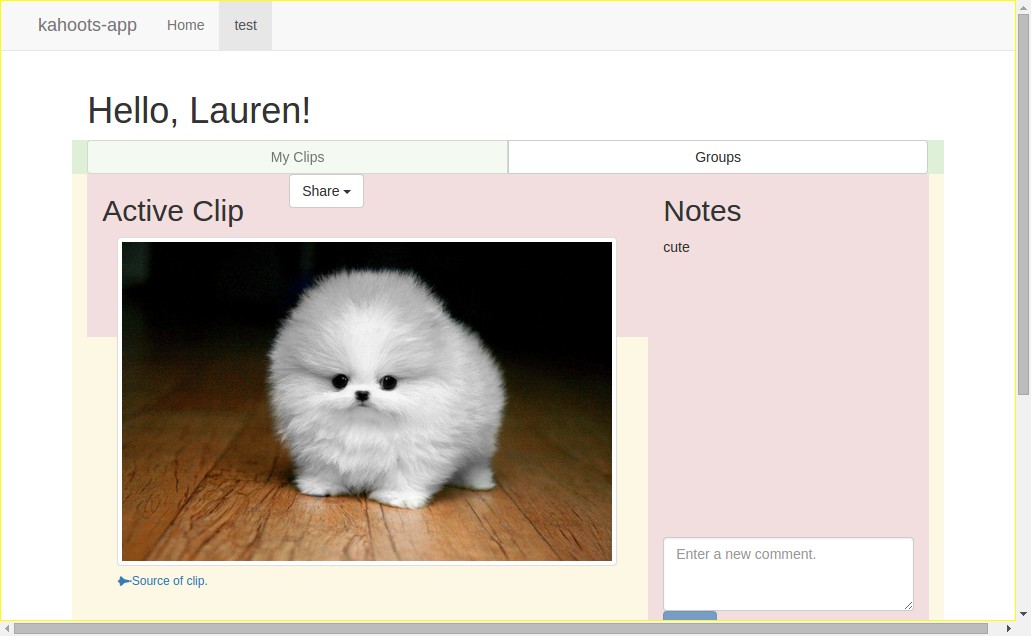 kahoots-app Home test
Hello, Lauren!
My Clips Groups
Share
Active Clip
Notes
cute
Enter a new comment.
Source of clip.